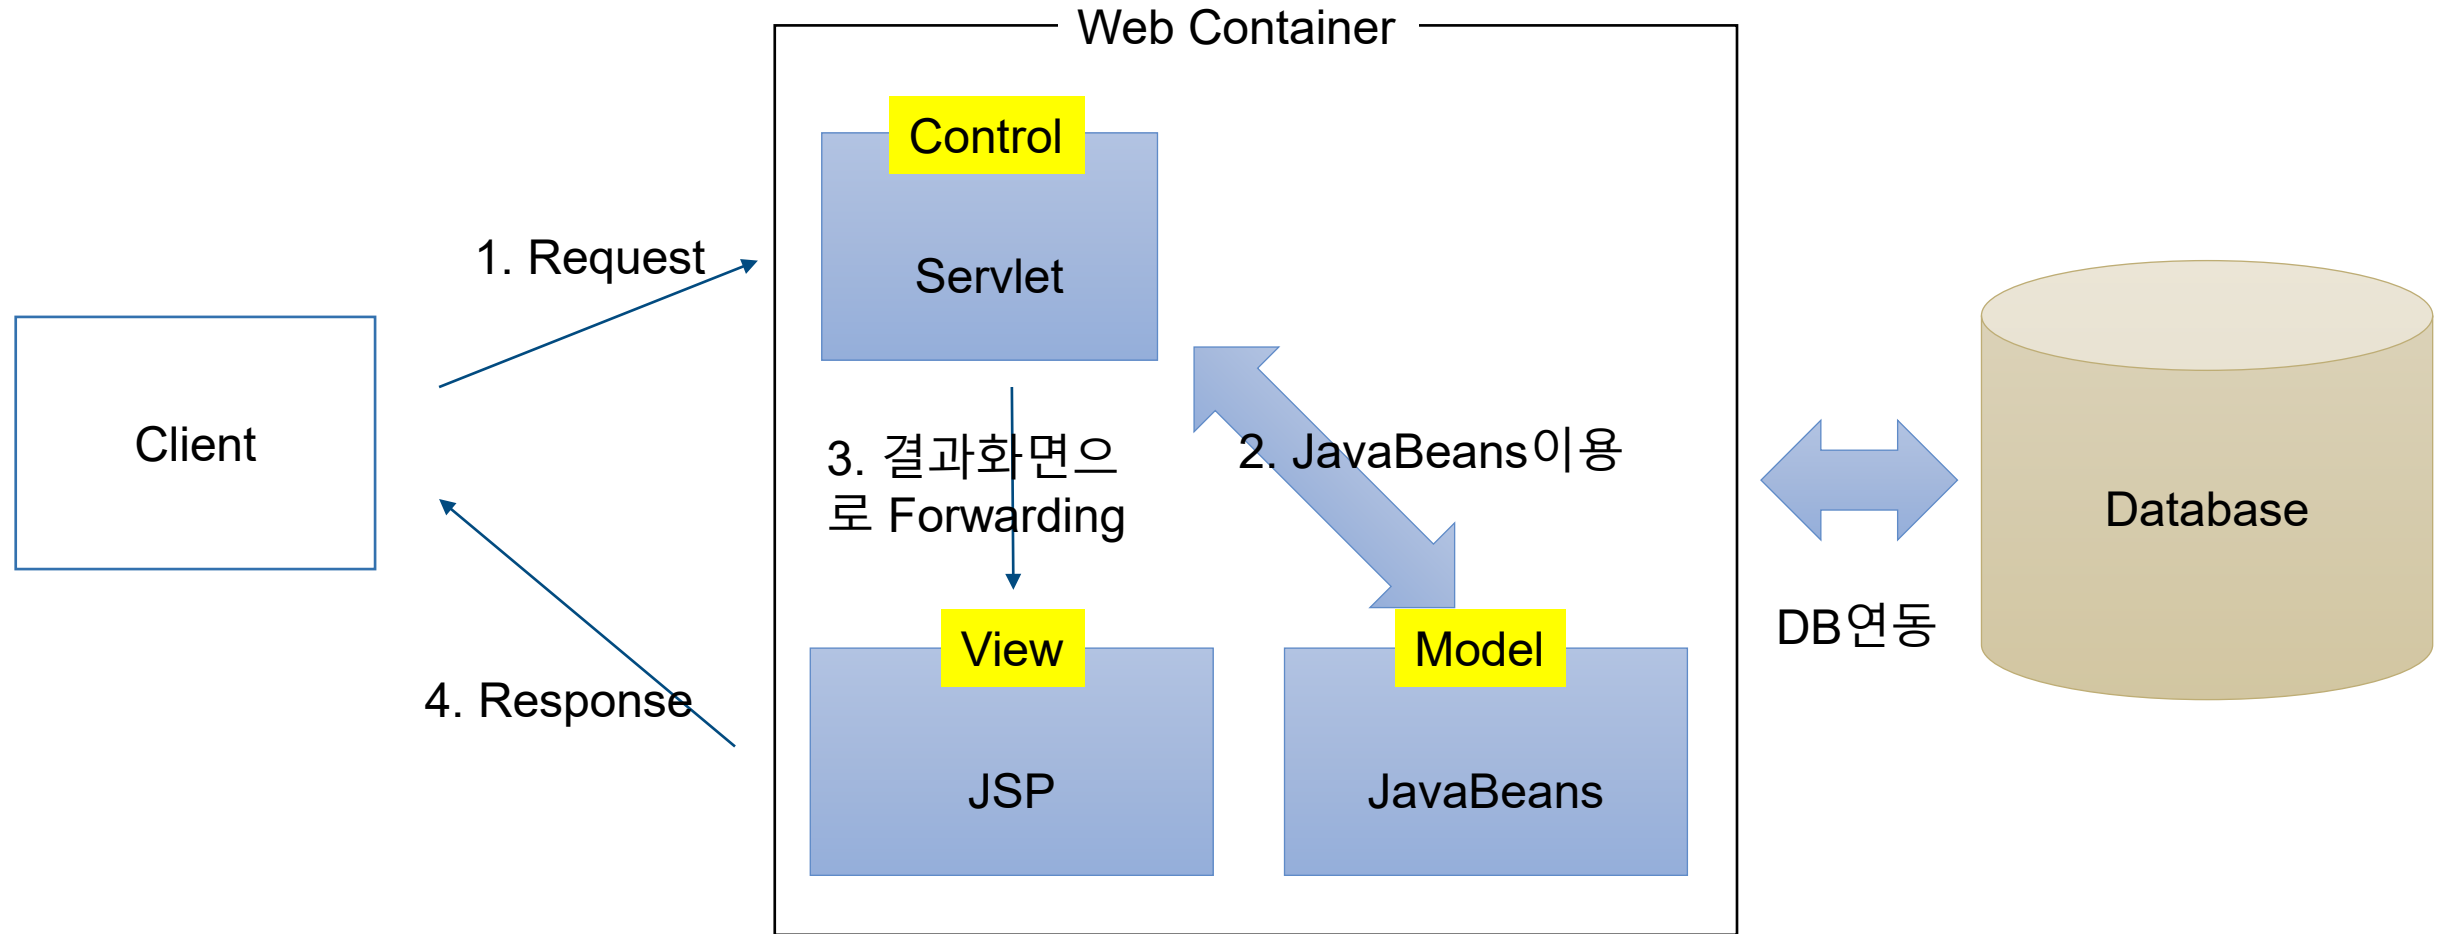 Web Container
Control
Servlet
1. Request
Client
3. 결과화면으
로 Forwarding
2. JavaBeans이용
Database
DB연동
View
JSP
Model
JavaBeans
4. Response